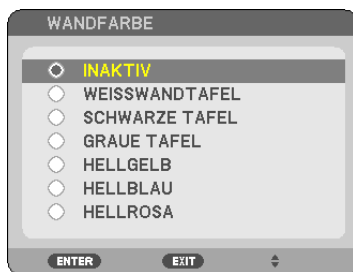 WANDFARBE
INAKTIV
WEISSWANDTAFEL
SCHWARZE TAFEL
GRAUE TAFEL
HELLGELB
HELLBLAU
HELLROSA
ENTER EXIT